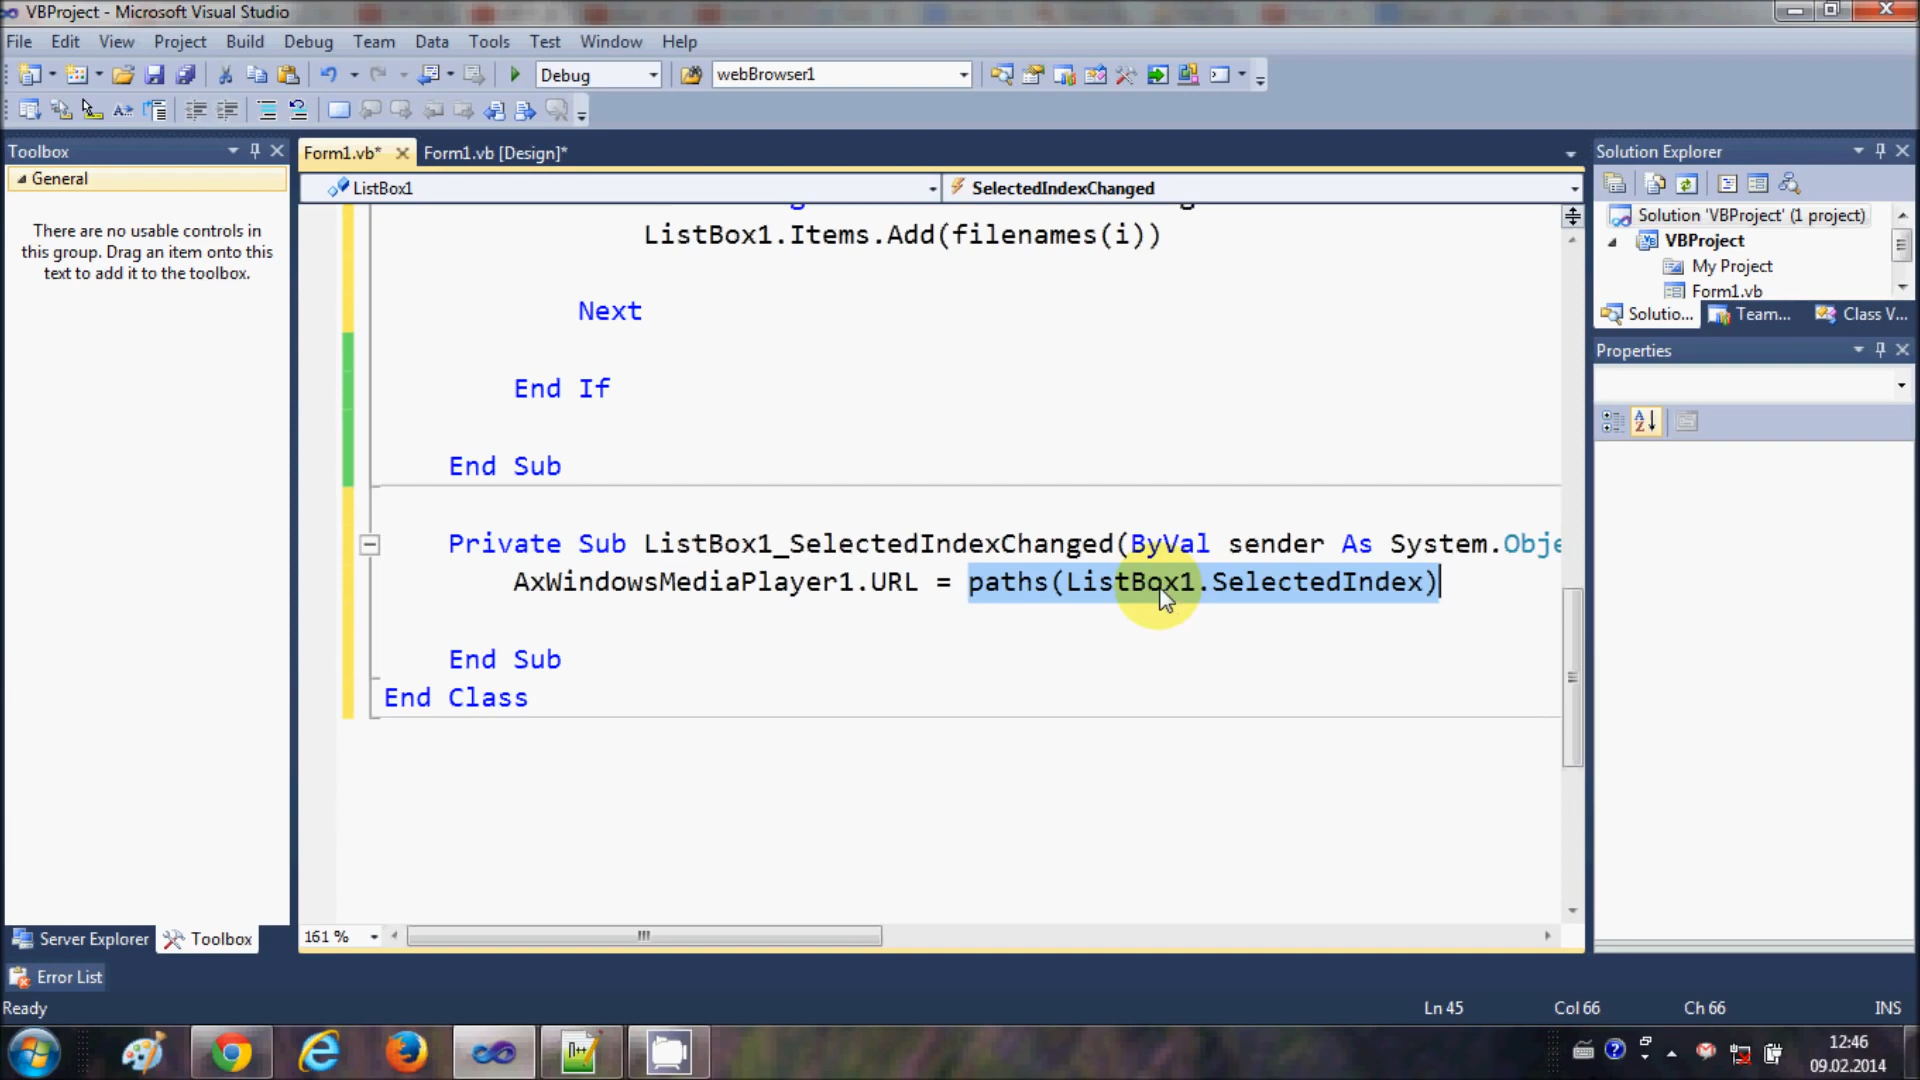 VBProject - Microsoft Visual Studio
File Edit View Project Build Debug Team Data Tools Test Window Help
Debug webBrowser1
Toolbox
General
There are no usable controls in
this group. Drag an item onto this
text to add it to the toolbox.
Server Explorer Toolbox
Form1.vb* Form1.vb [Design]*
ListBox1 SelectedIndexChanged
ListBox1.Items.Add(filenames(i))
Next
End If
End Sub
Private Sub ListBox1_SelectedIndexChanged(ByVal sender As System.Obje
AxWindowsMediaPlayer1.URL = paths(ListBox1.SelectedIndex)
End Sub
End Class
161 %
Solution Explorer
Solution 'VBProject' (1 project)
VBProject
My Project
Form1.vb
Solutio... Team... Class V...
Properties
Error List
Ready Ln 45 Col 66 Ch 66 INS
12:46
09.02.2014